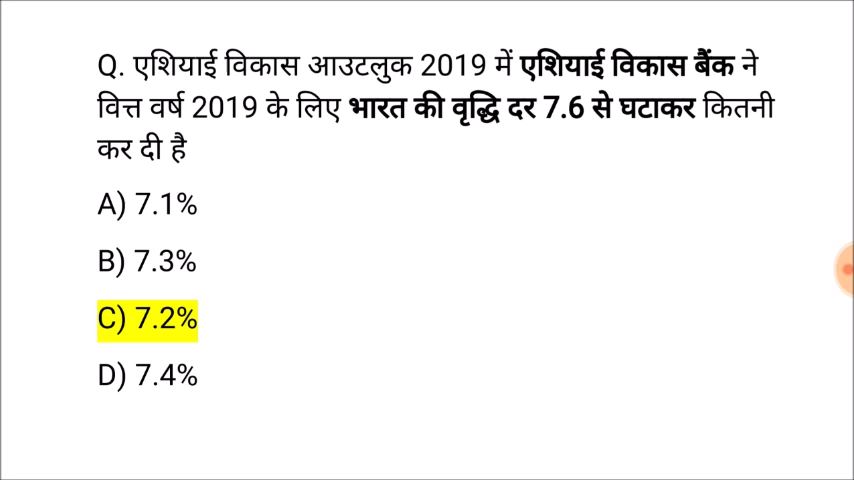 Q. एशियाई विकास आउटलुक 2019 में एशियाई विकास बैंक ने
वित्त वर्ष 2019 के लिए भारत की वृद्धि दर 7.6 से घटाकर कितनी
कर दी है
A) 7.1%
B) 7.3%
C) 7.2%
D) 7.4%